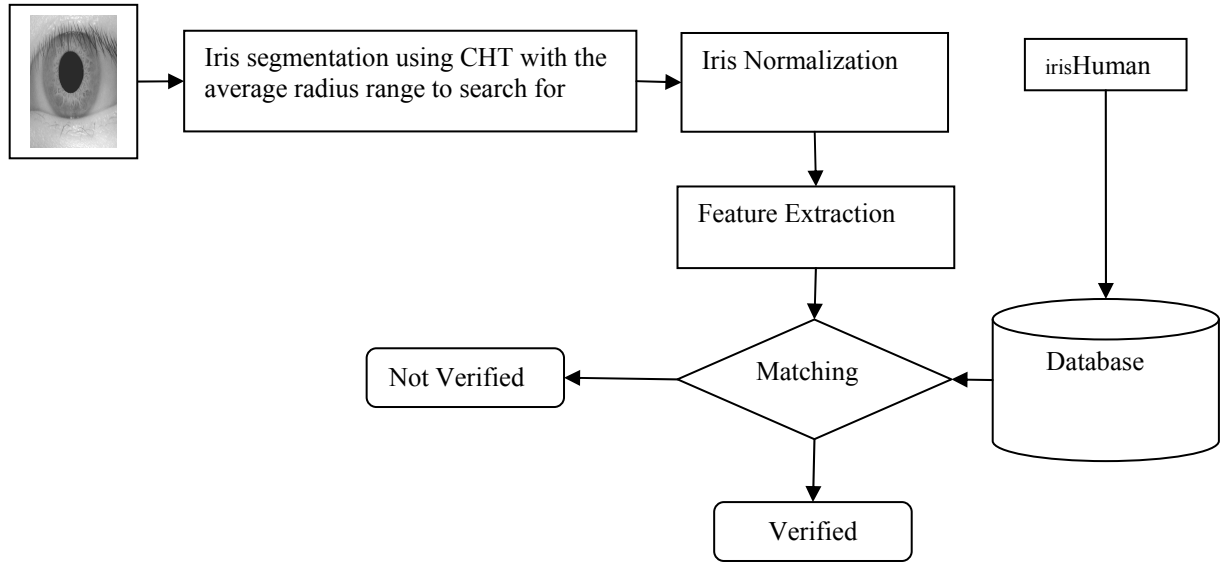 Iris segmentation using CHT with the
average radius range to search for
Iris Normalization
irisHuman
Feature Extraction
Matching
Database
Not Verified
Verified